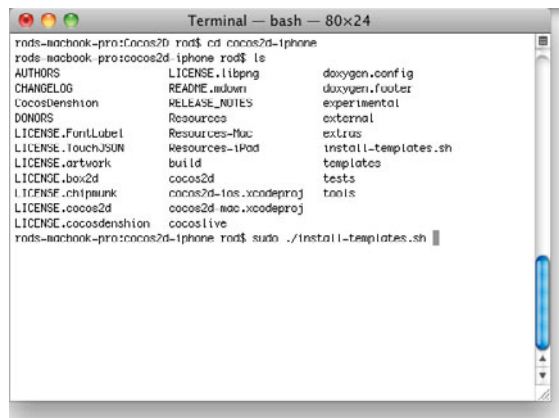 Terminal — bash — 80×24
rods-macbook-pro:Cocos2D rod$ cd cocos2d-iphone
rods-macbook-pro:cocos2d-iphone rod$ ls
AUTHORS LICENSE.libpng doxygen.config
CHANGELOG README.mdown doxygen.footer
CocosDenshion RELEASE_NOTES experimental
DONORS Resources external
LICENSE.FontLabel Resources-Mac extras
LICENSE.TouchJSON Resources-iPad install-templates.sh
LICENSE.artwork build templates
LICENSE.box2d cocos2d tests
LICENSE.chipmunk cocos2d-ios.xcodeproj tools
LICENSE.cocos2d cocos2d-mac.xcodeproj
LICENSE.cocosdenshion cocoslive
rods-macbook-pro:cocos2d-iphone rod$ sudo ./install-templates.sh